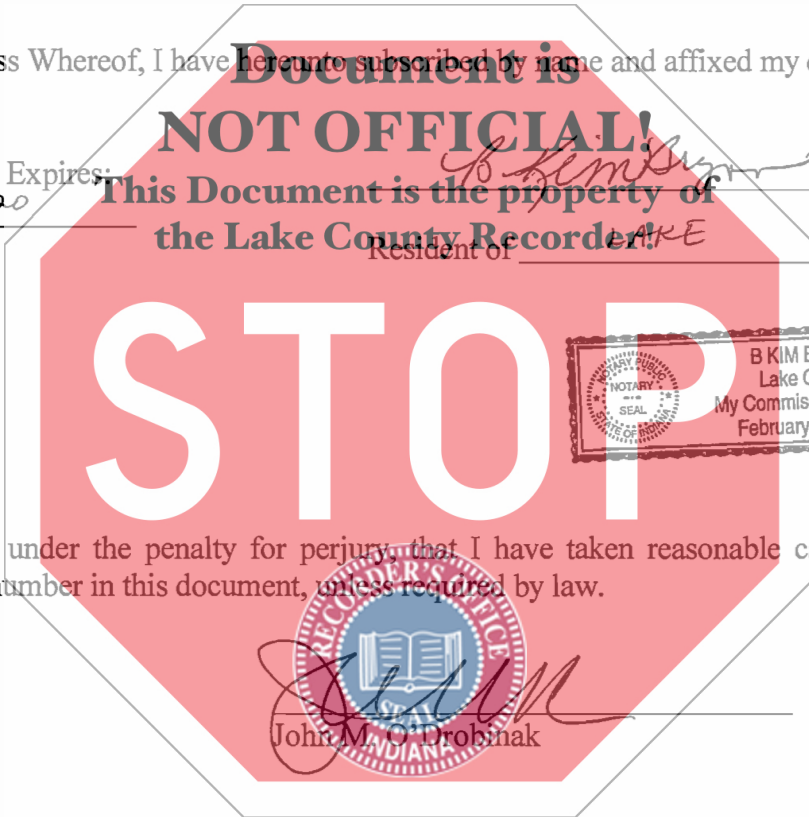 s Whereof, I have hereunto subscribed by name and affixed my
Document is
NOT OFFICIAL!
This Document is the property of
the Lake County Recorder!
Expires:
B Kim
Resident of LAKE
STOP
NOTARY PUBLIC
NOTARY
SEAL
STATE OF INDIANA
B KIM B
Lake C
My Commis
February
under the penalty for perjury, that I have taken reasonable c
umber in this document, unless required by law.
RECORDER'S OFFICE
SEAL
INDIANA
John M. O'Drobinak